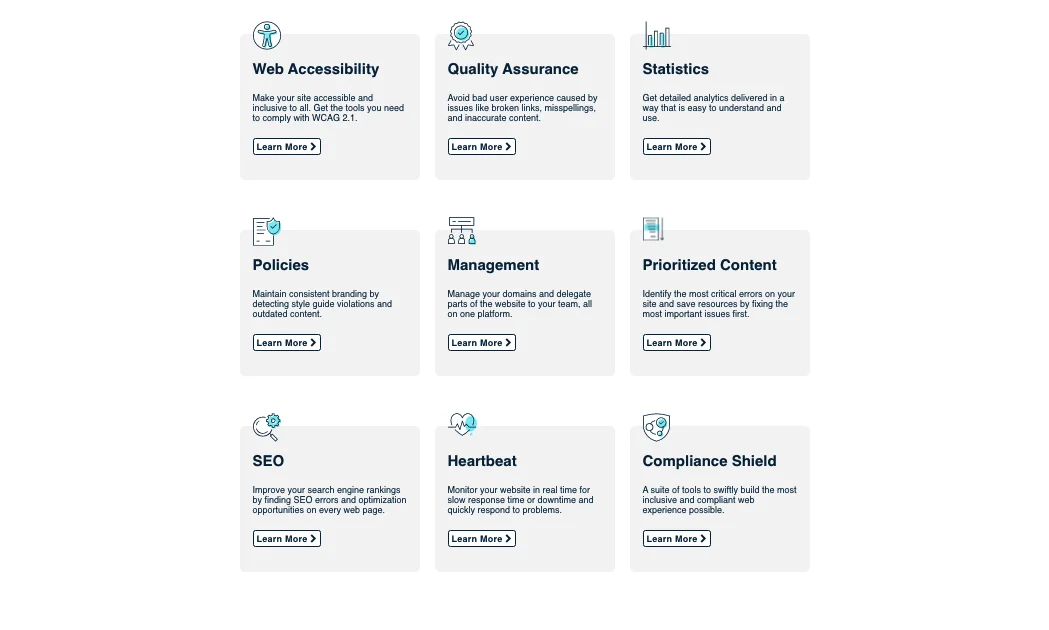 Web Accessibility
Make your site accessible and
inclusive to all. Get the tools you need
to comply with WCAG 2.1.
Learn More
Quality Assurance
Avoid bad user experience caused by
issues like broken links, misspellings,
and inaccurate content.
Learn More
Statistics
Get detailed analytics delivered in a
way that is easy to understand and
use.
Learn More
Policies
Maintain consistent branding by
detecting style guide violations and
outdated content.
Learn More
Management
Manage your domains and delegate
parts of the website to your team, all
on one platform.
Learn More
Prioritized Content
Identify the most critical errors on your
site and save resources by fixing the
most important issues first.
Learn More
SEO
Improve your search engine rankings
by finding SEO errors and optimization
opportunities on every web page.
Learn More
Heartbeat
Monitor your website in real time for
slow response time or downtime and
quickly respond to problems.
Learn More
Compliance Shield
A suite of tools to swiftly build the most
inclusive and compliant web
experience possible.
Learn More